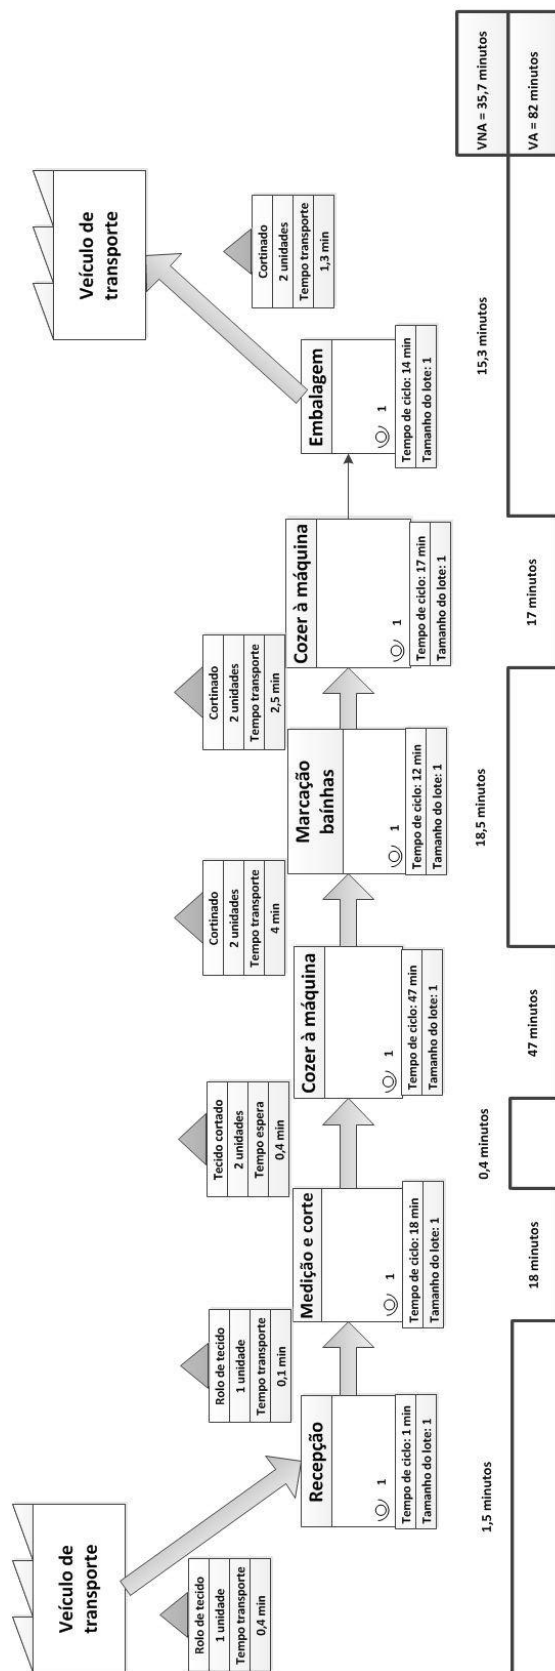 Veículo de
transporte
Rolo de tecido
1 unidade
Tempo transporte
0,4 min
Recepção
1
Tempo de ciclo: 1 min
Tamanho do lote: 1
Rolo de tecido
1 unidade
Tempo transporte
0,1 min
Medição e corte
1
Tempo de ciclo: 18 min
Tamanho do lote: 1
Tecido cortado
2 unidades
Tempo espera
0,4 min
Cozer à máquina
1
Tempo de ciclo: 47 min
Tamanho do lote: 1
Cortinado
2 unidades
Tempo transporte
4 min
Marcação
baínhas
1
Tempo de ciclo: 12 min
Tamanho do lote: 1
Cortinado
2 unidades
Tempo transporte
2,5 min
Cozer à máquina
1
Tempo de ciclo: 17 min
Tamanho do lote: 1
Embalagem
1
Tempo de ciclo: 14 min
Tamanho do lote: 1
Cortinado
2 unidades
Tempo transporte
1,3 min
Veículo de
transporte
1,5 minutos
18 minutos
0,4 minutos
47 minutos
18,5 minutos
17 minutos
15,3 minutos
VNA = 35,7 minutos
VA = 82 minutos